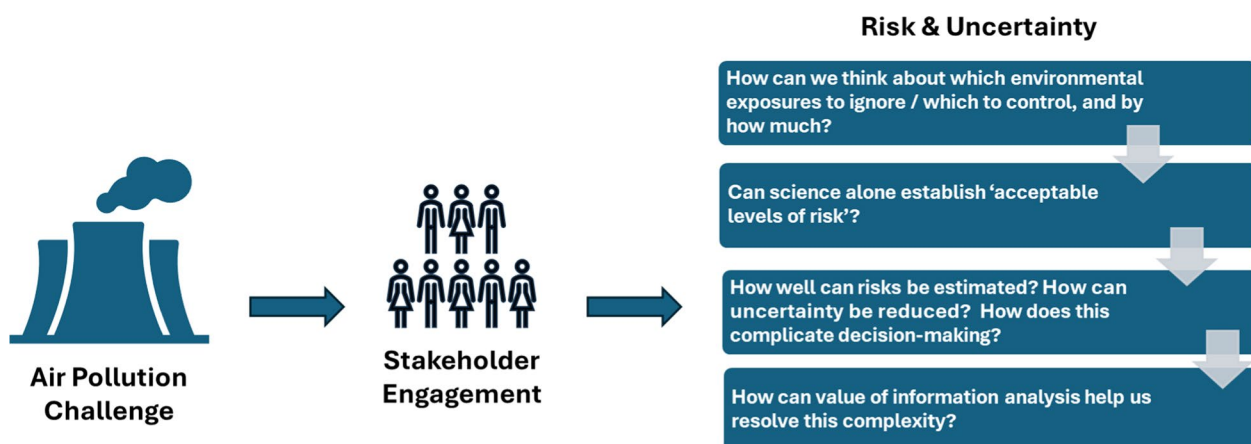 Risk & Uncertainty
How can we think about which environmental
exposures to ignore / which to control, and by
how much?
Can science alone establish ‘acceptable
levels of risk’?
How well can risks be estimated? How can
uncertainty be reduced?  How does this
complicate decision-making?
How can value of information analysis help us
resolve this complexity?
Air Pollution
Challenge
Stakeholder
Engagement